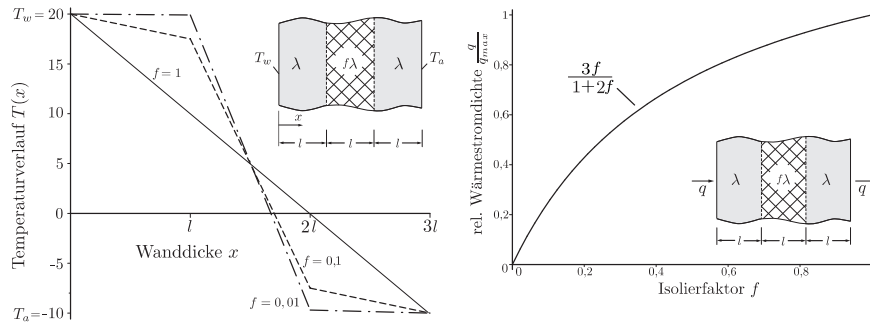 T_w = 20
15
10
5
0
-5
T_a = -10
Temperaturverlauf T(x)
l
2l
3l
Wanddicke x
f = 1
f = 0,1
f = 0,01
T_w
λ
fλ
λ
T_a
x
l
l
l
rel. Wärmestromdichte q/q_max
1
0.8
0.6
0.4
0.2
0
0
0,2
0,4
0,6
0,8
Isolierfaktor f
3f/1+2f
q
λ
fλ
λ
q
l
l
l